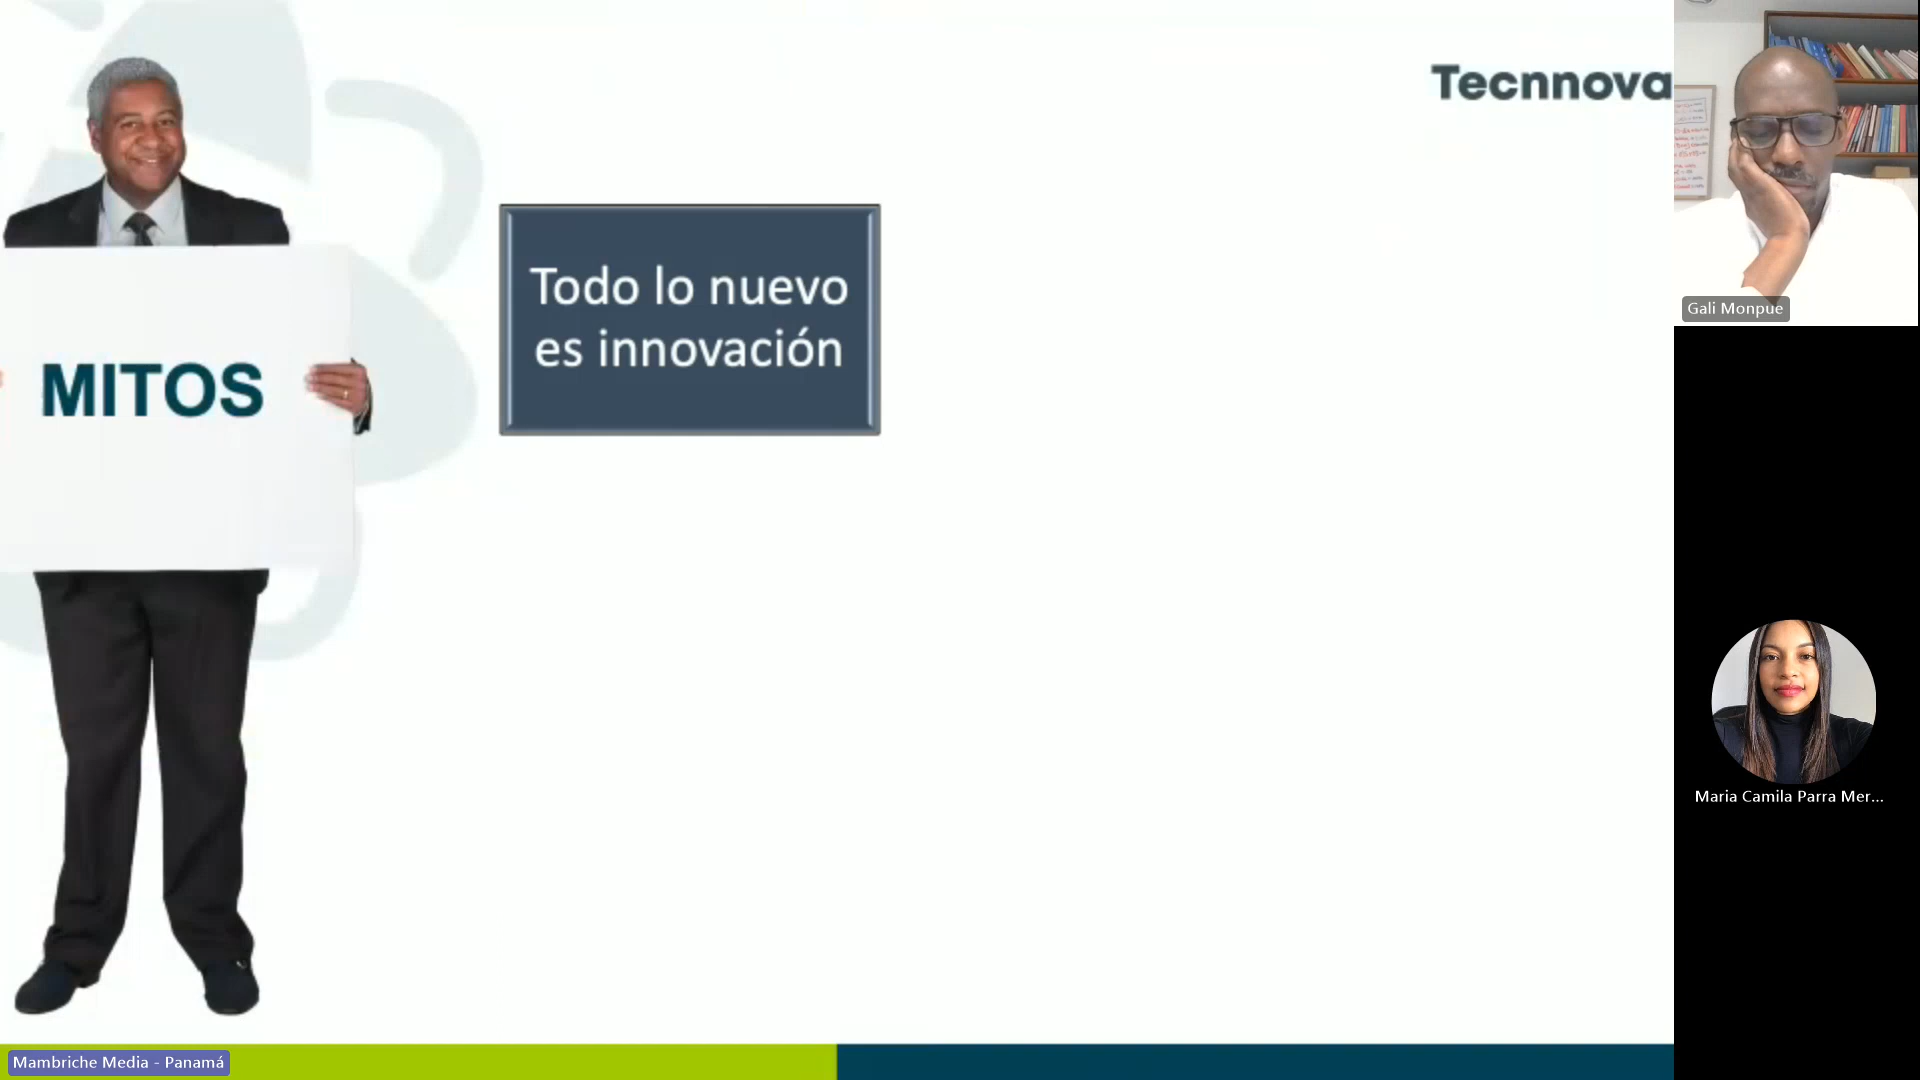 Tecnnova
MITOS
Todo lo nuevo
es innovación
Gali Monpue
Maria Camila Parra Mer...
Mambriche Media - Panamá